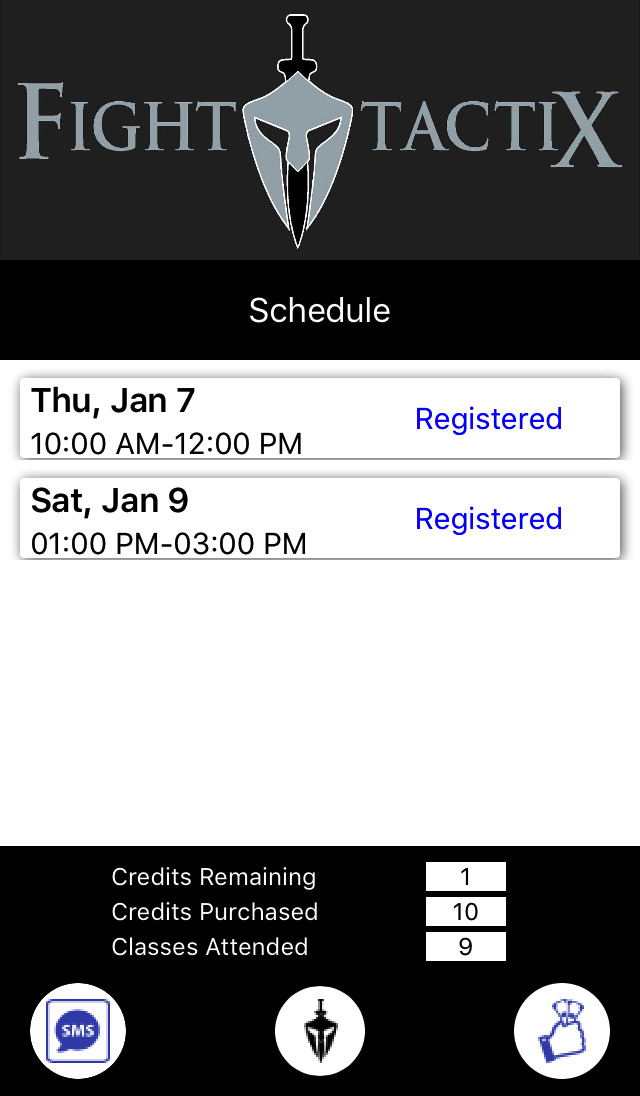 FIGHT TACTIX
Schedule
Thu, Jan 7
Registered
10:00 AM-12:00 PM
Sat, Jan 9
Registered
01:00 PM-03:00 PM
Credits Remaining 1
Credits Purchased 10
Classes Attended 9
SMS